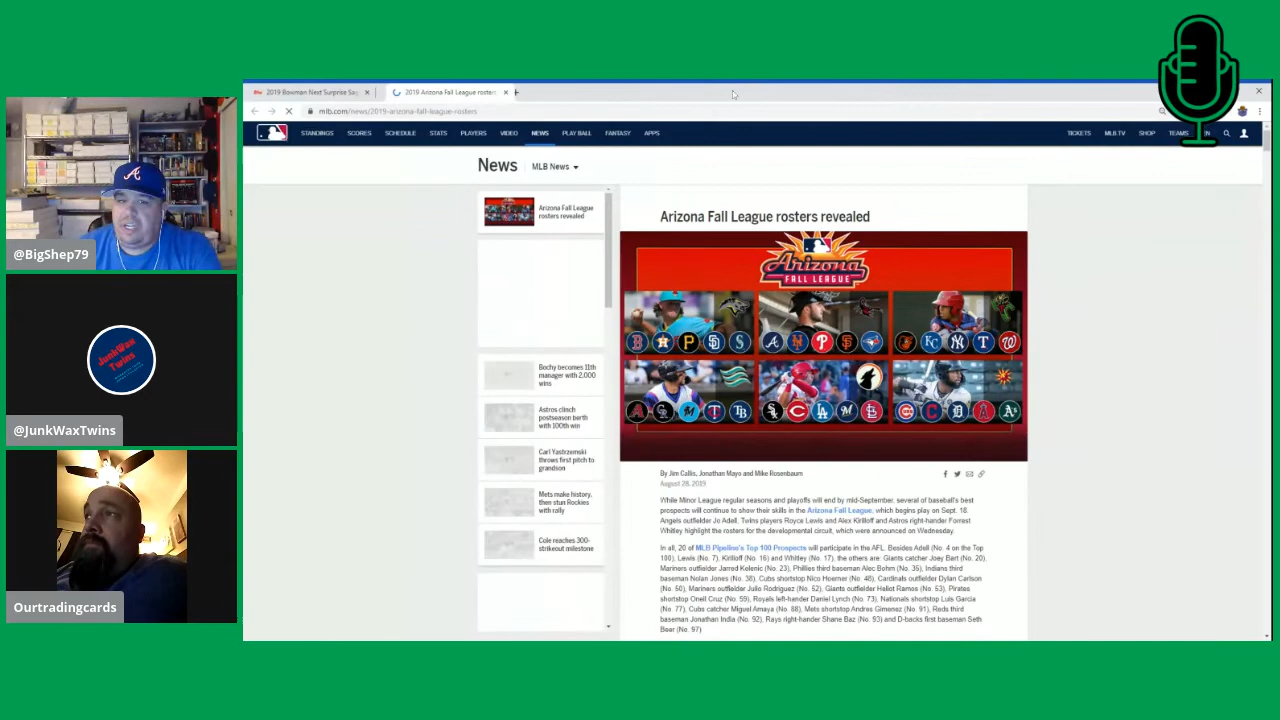 2019 Bowman Next Surprise Sag
2019 Arizona Fall League rosters
mlb.com/news/2019-arizona-fall-league-rosters
STANDINGS SCORES SCHEDULE STATS PLAYERS VIDEO NEWS PLAY BALL FANTASY APPS TICKETS MLB.TV SHOP TEAMS
News MLB News
Arizona Fall League
rosters revealed
Bochy becomes 11th
manager with 2,000
wins
Astros clinch
postseason berth
with 100th win
Carl Yastrzemski
throws first pitch to
grandson
Mets make history,
then stun Rockies
with rally
Cole reaches 300-
strikeout milestone
Arizona Fall League rosters revealed
Arizona
FALL LEAGUE
By Jim Callis, Jonathan Mayo and Mike Rosenbaum
August 28, 2019
While Minor League regular seasons and playoffs will end by mid-September, several of baseball's best
prospects will continue to show their skills in the Arizona Fall League, which begins play on Sept. 18.
Angels outfielder Jo Adell, Twins players Royce Lewis and Alex Kirilloff and Astros right-hander Forrest
Whitley highlight the rosters for the developmental circuit, which were announced on Wednesday.
In all, 20 of MLB Pipeline's Top 100 Prospects will participate in the AFL. Besides Adell (No. 4 on the Top
100), Lewis (No. 7), Kirilloff (No. 16) and Whitley (No. 17), the others are: Giants catcher Joey Bart (No. 20),
Mariners outfielder Jarred Kelenic (No. 23), Phillies third baseman Alec Bohm (No. 35), Indians third
baseman Nolan Jones (No. 38), Cubs shortstop Nico Hoerner (No. 48), Cardinals outfielder Dylan Carlson
(No. 50), Mariners outfielder Julio Rodriguez (No. 52), Giants outfielder Heliot Ramos (No. 53), Pirates
shortstop Oneil Cruz (No. 59), Royals left-hander Daniel Lynch (No. 73), Nationals shortstop Luis Garcia
(No. 77), Cubs catcher Miguel Amaya (No. 88), Mets shortstop Andres Gimenez (No. 91), Reds third
baseman Jonathan India (No. 92), Rays right-hander Shane Baz (No. 93) and D-backs first baseman Seth
Beer (No. 97)
@BigShep79
JunkWax
Twins
@JunkWaxTwins
Ourtradingcards